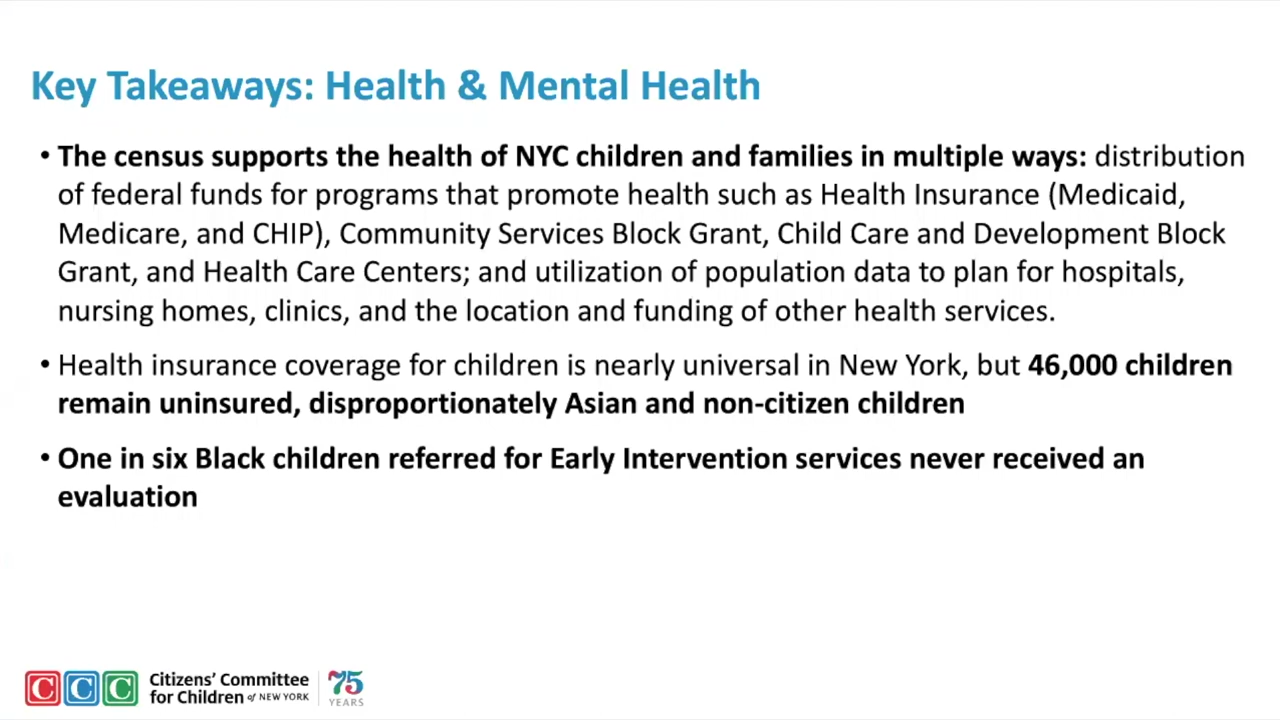 Key Takeaways: Health & Mental Health
• The census supports the health of NYC children and families in multiple ways: distribution
of federal funds for programs that promote health such as Health Insurance (Medicaid,
Medicare, and CHIP), Community Services Block Grant, Child Care and Development Block
Grant, and Health Care Centers; and utilization of population data to plan for hospitals,
nursing homes, clinics, and the location and funding of other health services.
• Health insurance coverage for children is nearly universal in New York, but 46,000 children
remain uninsured, disproportionately Asian and non-citizen children
• One in six Black children referred for Early Intervention services never received an
evaluation
C C C
Citizens' Committee
for Children of NEW YORK
75
YEARS